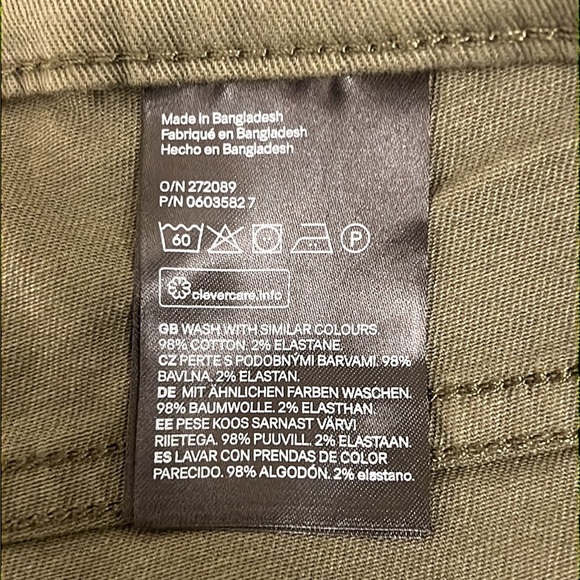 Made in Bangladesh
Fabriqué en Bangladesh
Hecho en Bangladesh
O/N 272089
P/N 0603582 7
60 P
clevercare.info
GB WASH WITH SIMILAR COLOURS.
98% COTTON. 2% ELASTANE.
CZ PERTE S PODOBNÝMI BARVAMI. 98%
BAVLNA. 2% ELASTAN.
DE MIT ÄHNLICHEN FARBEN WASCHEN.
98% BAUMWOLLE. 2% ELASTHAN.
EE PESE KOOS SARNAST VÄRVI
RIIETEGA. 98% PUUVILL. 2% ELASTAAN.
ES LAVAR CON PRENDAS DE COLOR
PARECIDO. 98% ALGODÓN. 2% elastano.